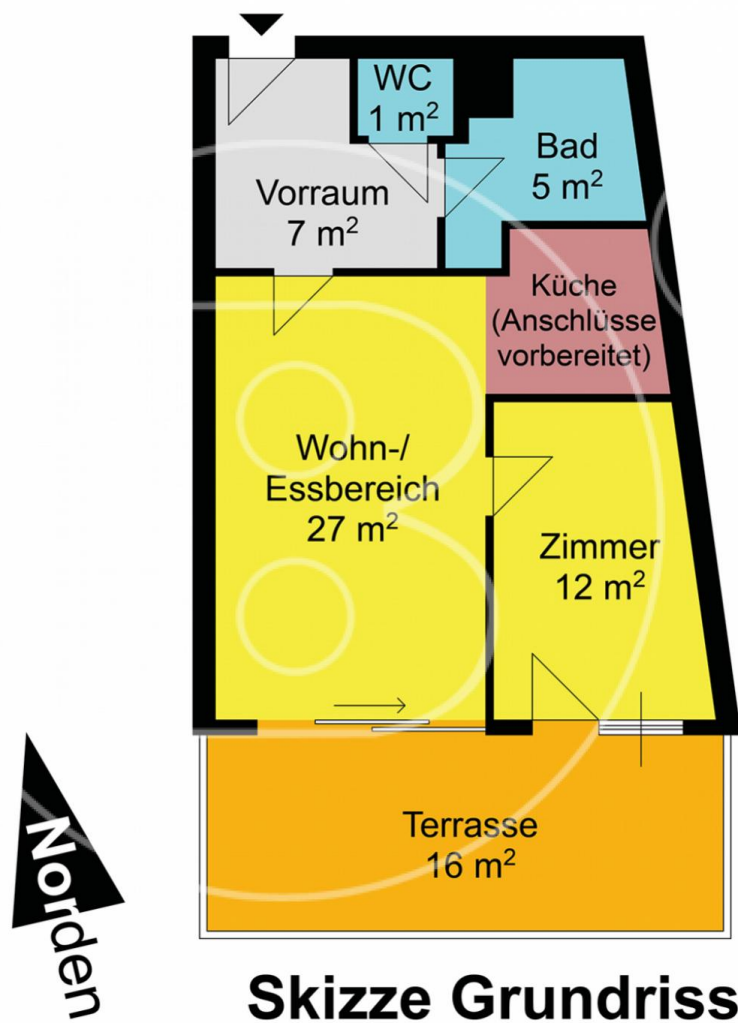 WC
1 m²
Bad
5 m²
Vorraum
7 m²
Küche
(Anschlüsse
vorbereitet)
Wohn-/
Essbereich
27 m²
Zimmer
12 m²
Terrasse
16 m²
Norden
Skizze Grundriss